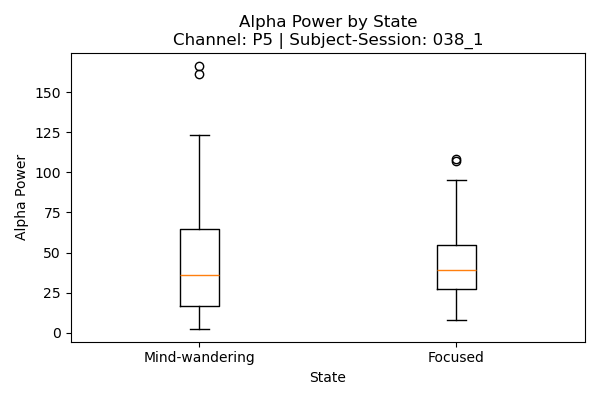 Alpha Power by State
Channel: P5 | Subject-Session: 038_1
Alpha Power
150
125
100
75
50
25
0
Mind-wandering
Focused
State